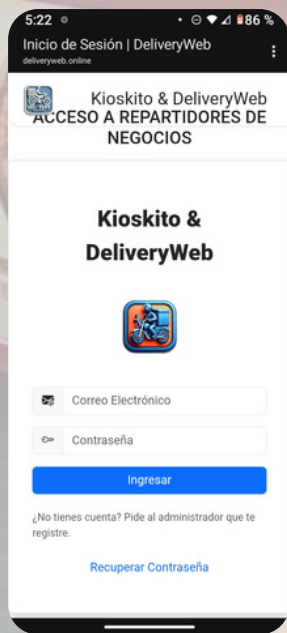 5:22
86 %
Inicio de Sesión | DeliveryWeb
deliveryweb.online
Kioskito & DeliveryWeb
ACCESO A REPARTIDORES DE
NEGOCIOS
Kioskito &
DeliveryWeb
Correo Electrónico
Contraseña
Ingresar
¿No tienes cuenta? Pide al administrador que te
registre.
Recuperar Contraseña